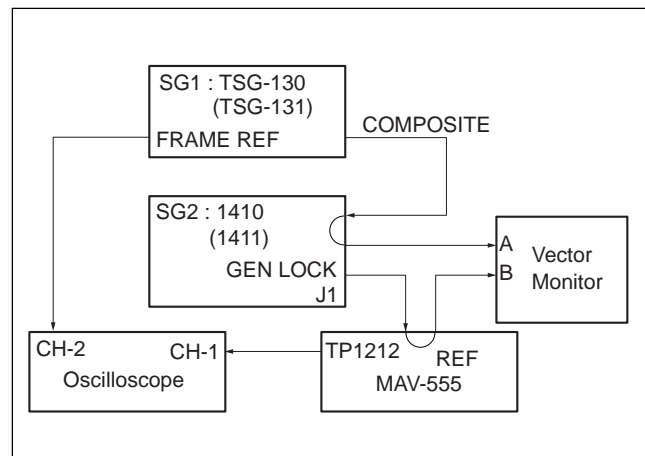 SG1 : TSG-130
(TSG-131)
FRAME REF
COMPOSITE
SG2 : 1410
(1411)
GEN LOCK
J1
A
B
Vector
Monitor
CH-2
CH-1
Oscilloscope
TP1212
REF
MAV-555